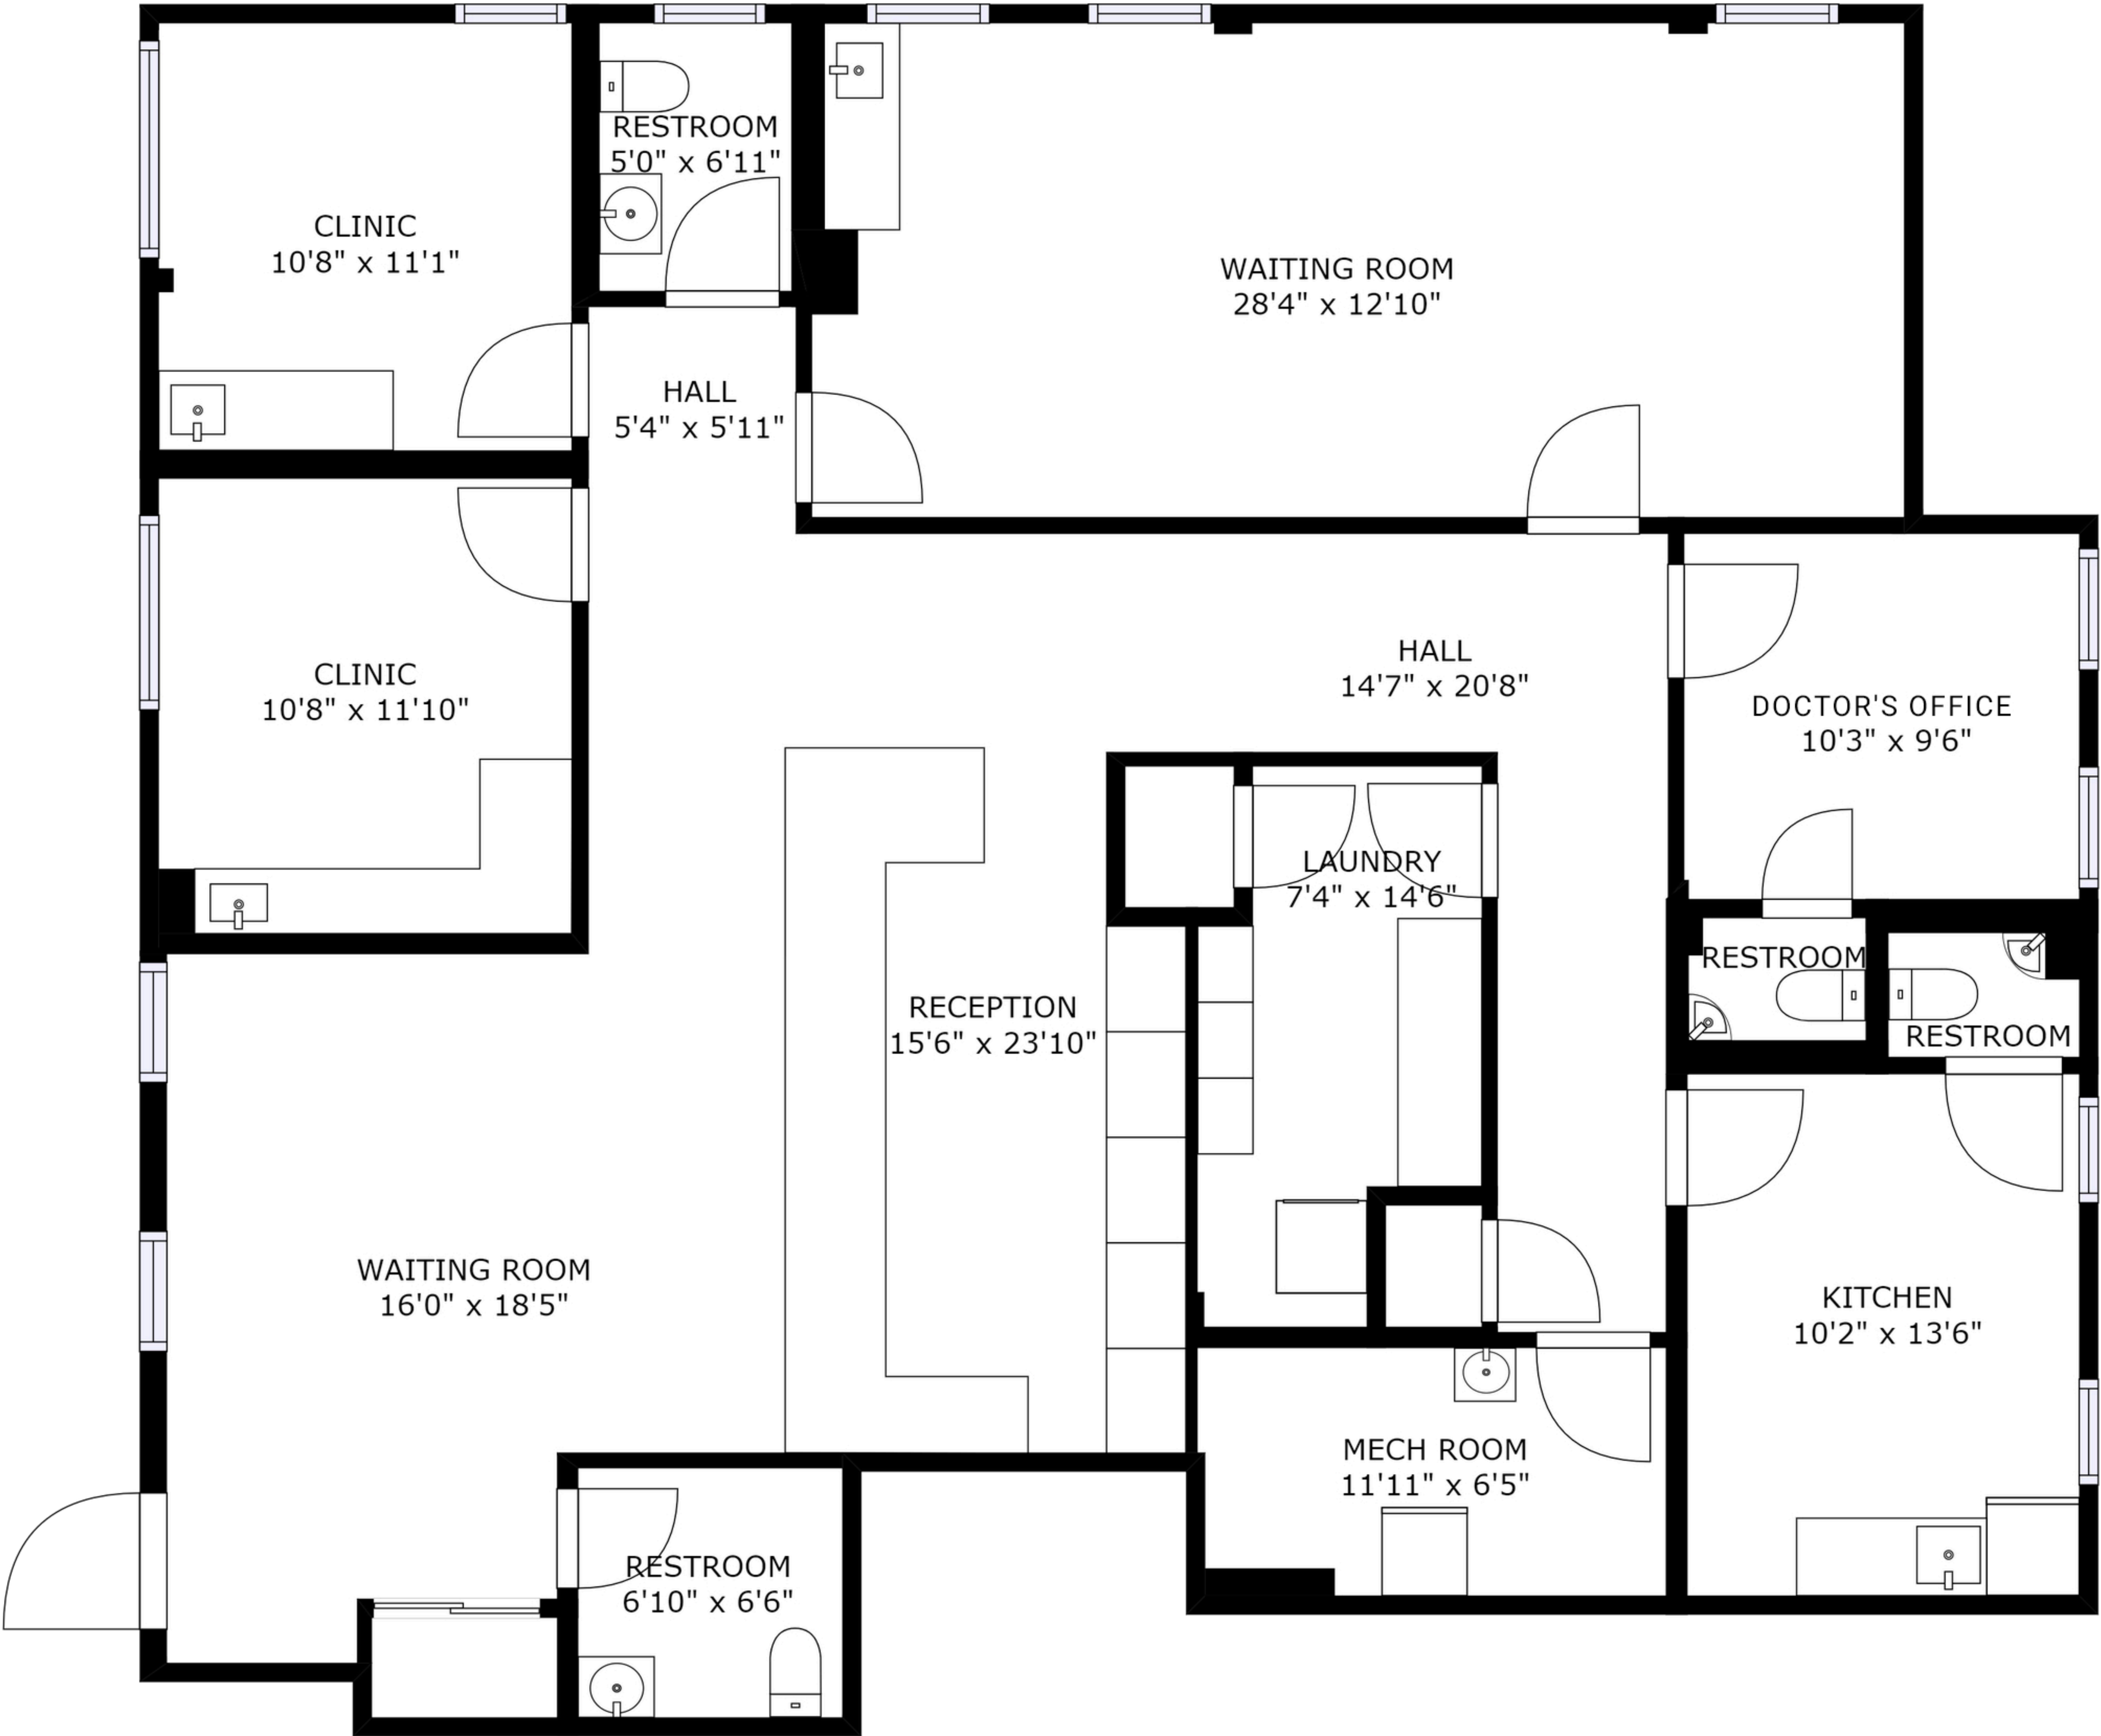 RESTROOM
5'0" x 6'11"
CLINIC
10'8" x 11'1"
WAITING ROOM
28'4" x 12'10"
HALL
5'4" x 5'11"
CLINIC
10'8" x 11'10"
HALL
14'7" x 20'8"
DOCTOR'S OFFICE
10'3" x 9'6"
LAUNDRY
7'4" x 14'6"
RESTROOM
RESTROOM
RECEPTION
15'6" x 23'10"
WAITING ROOM
16'0" x 18'5"
KITCHEN
10'2" x 13'6"
MECH ROOM
11'11" x 6'5"
RESTROOM
6'10" x 6'6"